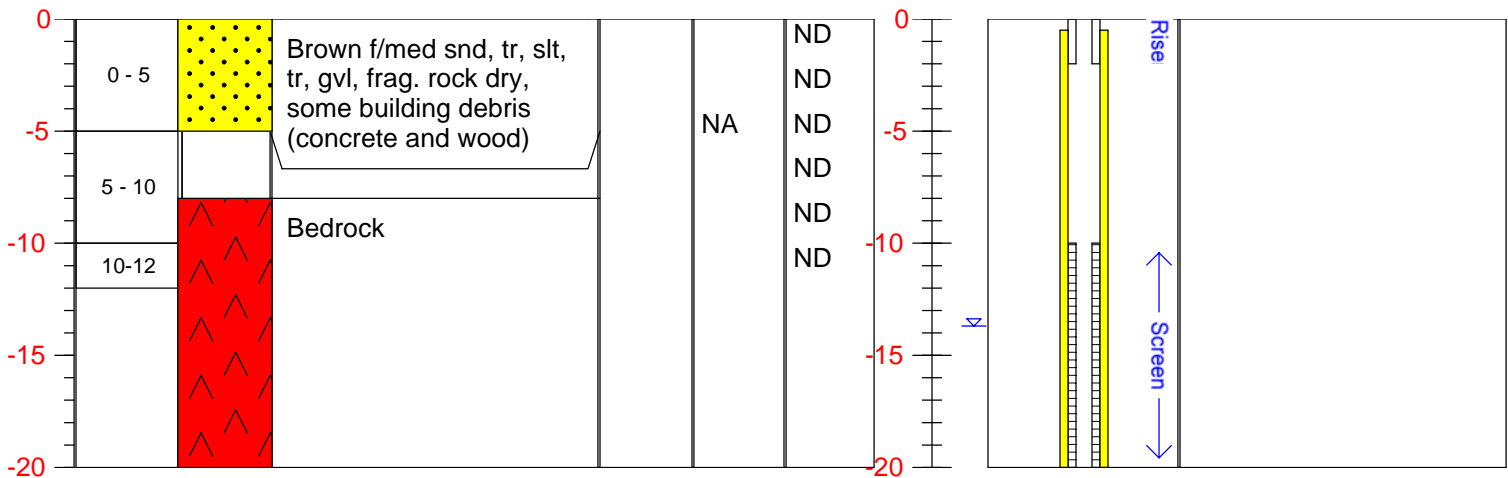 0
-5
-10
-15
-20
0 - 5
5 - 10
10-12
Brown f/med snd, tr, slt,
tr, gvl, frag. rock dry,
some building debris
(concrete and wood)
Bedrock
NA
ND
ND
ND
ND
ND
ND
0
-5
-10
-15
-20
Rise
Screen